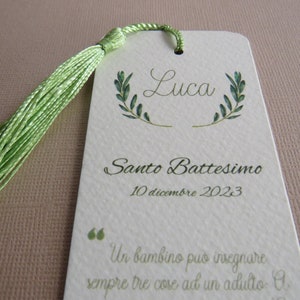 Luca
Santo Battesimo
10 dicembre 2023
“
Un bambino può insegnare
sempre tre cose ad un adulto: